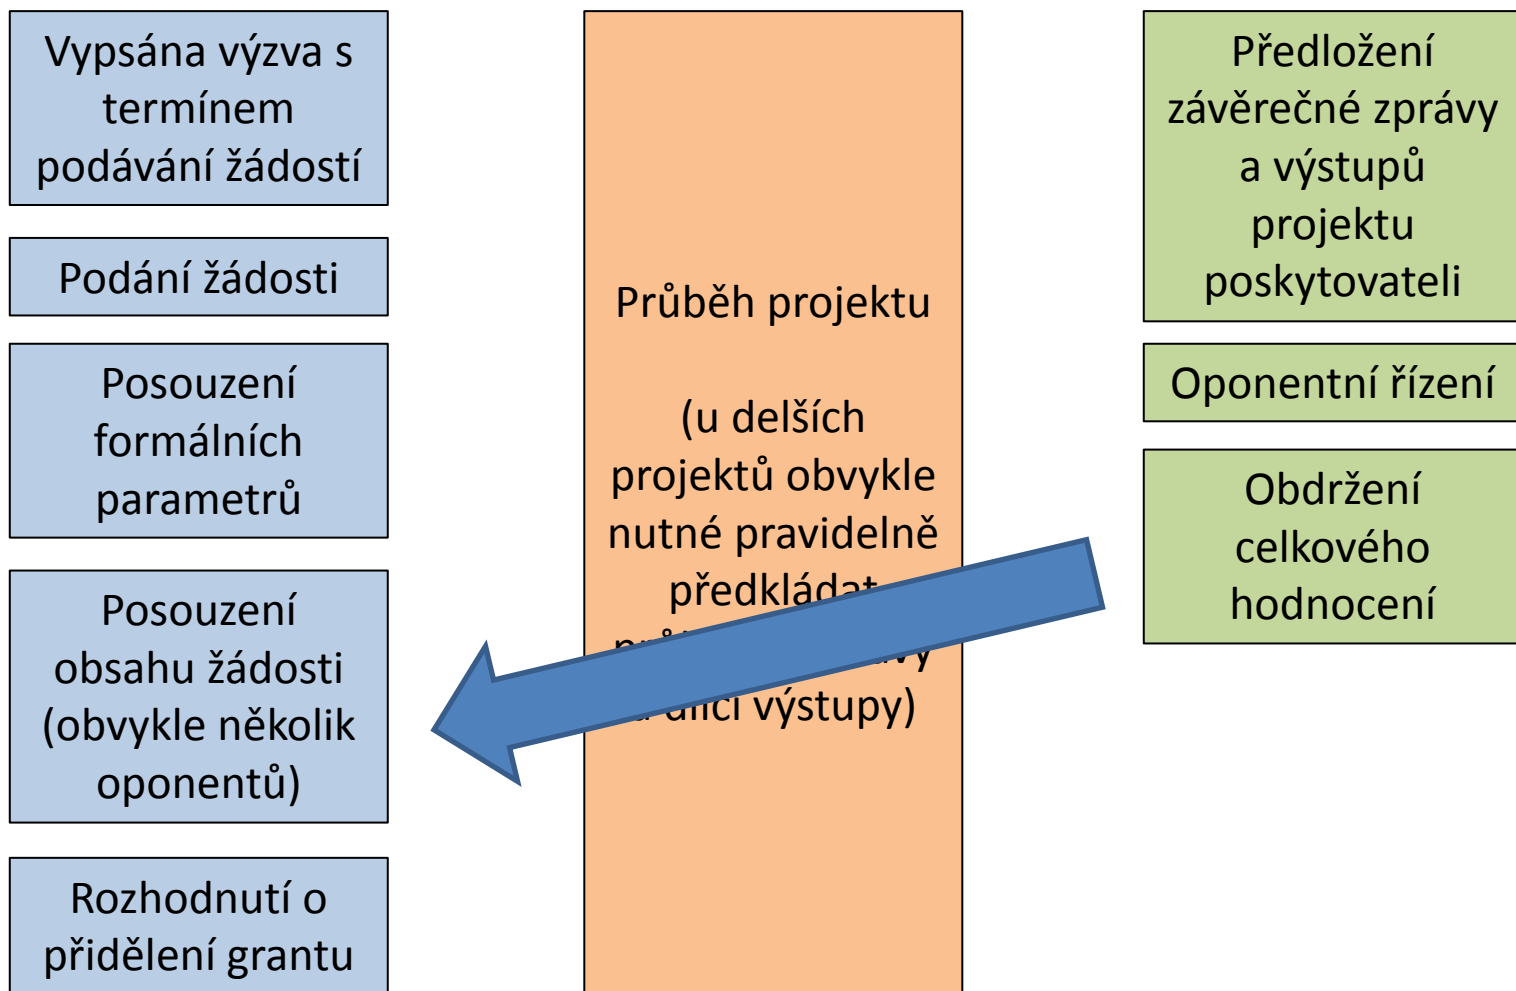 Vypsána výzva s
termínem
podávání žádostí
Podání žádosti
Posouzení
formálních
parametrů
Posouzení
obsahu žádosti
(obvykle několik
oponentů)
Rozhodnutí o
přidělení grantu
Průběh projektu
(u delších
projektů obvykle
nutné pravidelně
předkládat
dílčí výstupy)
Předložení
závěrečné zprávy
a výstupů
projektu
poskytovateli
Oponentní řízení
Obdržení
celkového
hodnocení